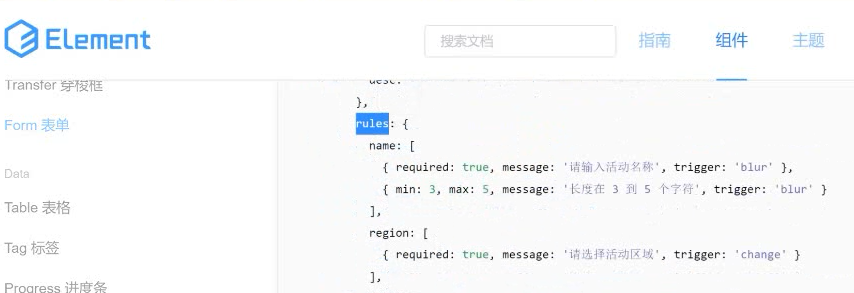 Element
搜索文档
指南
组件
主题
Transfer 穿梭框
Form 表单
Data
Table 表格
Tag 标签
Progress 进度条
desc:
},
rules: {
name: [
{ required: true, message: '请输入活动名称', trigger: 'blur' },
{ min: 3, max: 5, message: '长度在 3 到 5 个字符', trigger: 'blur' }
],
region: [
{ required: true, message: '请选择活动区域', trigger: 'change' }
],